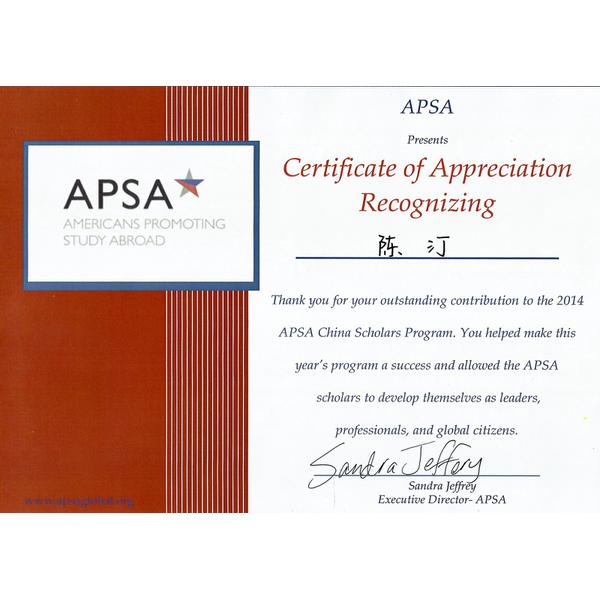 APSA
AMERICANS PROMOTING
STUDY ABROAD
www.apsaglobal.org
APSA
Presents
Certificate of Appreciation
Recognizing
陈 汀
Thank you for your outstanding contribution to the 2014
APSA China Scholars Program. You helped make this
year's program a success and allowed the APSA
scholars to develop themselves as leaders,
professionals, and global citizens.
Sandra Jeffrey
Sandra Jeffrey
Executive Director- APSA